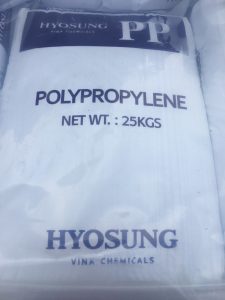 HYOSUNG PP
VINA CHEMICALS
POLYPROPYLENE
NET WT. : 25KGS
HYOSUNG
VINA CHEMICALS